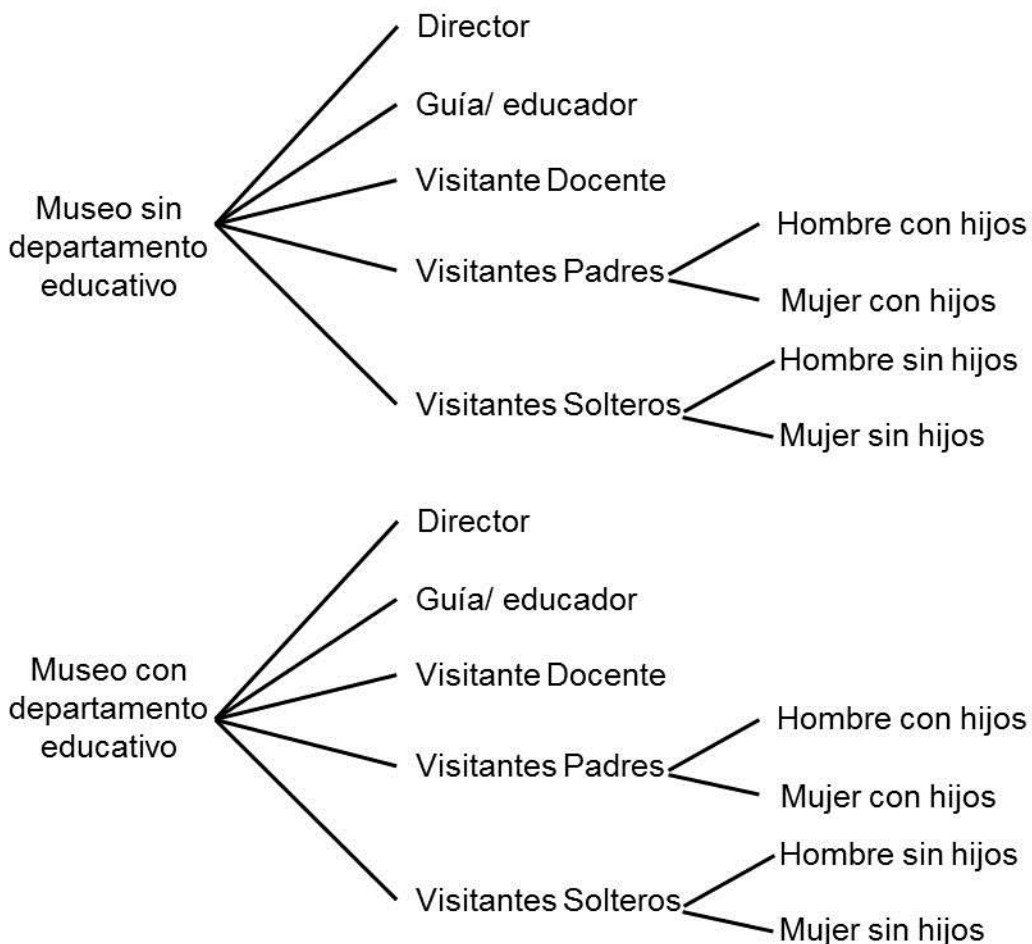 Director
Guía/ educador
Visitante Docente
Museo sin
departamento
educativo
Visitantes Padres
Hombre con hijos
Mujer con hijos
Visitantes Solteros
Hombre sin hijos
Mujer sin hijos
Director
Guía/ educador
Visitante Docente
Museo con
departamento
educativo
Visitantes Padres
Hombre con hijos
Mujer con hijos
Visitantes Solteros
Hombre sin hijos
Mujer sin hijos